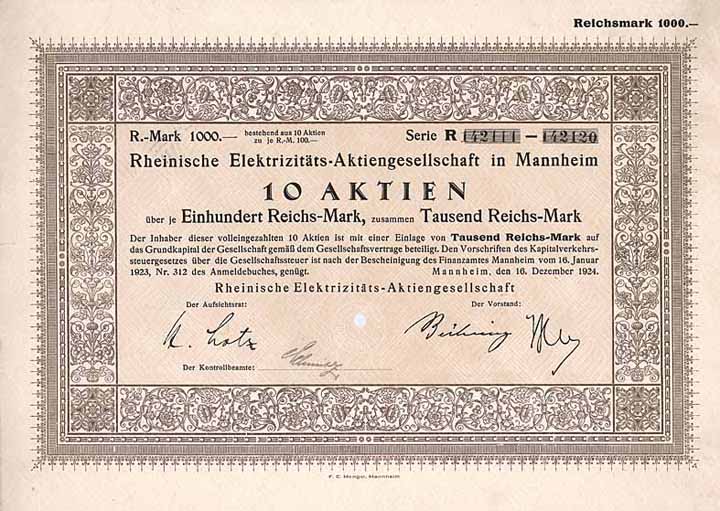 Reichsmark 1000.—
R.-Mark 1000.— bestehend aus 10 Aktien zu je R.-M. 100.— Serie R 142111 — 142120
Rheinische Elektrizitäts-Aktiengesellschaft in Mannheim
10 AKTIEN
über je Einhundert Reichs-Mark, zusammen Tausend Reichs-Mark
Der Inhaber dieser volleingezahlten 10 Aktien ist mit einer Einlage von Tausend Reichs-Mark auf
das Grundkapital der Gesellschaft gemäß dem Gesellschaftsvertrage beteiligt. Den Vorschriften des Kapitalverkehrs-
steuergesetzes über die Gesellschaftssteuer ist nach der Bescheinigung des Finanzamtes Mannheim vom 16. Januar
1923, Nr. 312 des Anmeldebuches, genügt. Mannheim, den 16. Dezember 1924.
Rheinische Elektrizitäts-Aktiengesellschaft
Der Aufsichtsrat: Der Vorstand:
Der Kontrollbeamte:
F. C. Menger, Mannheim